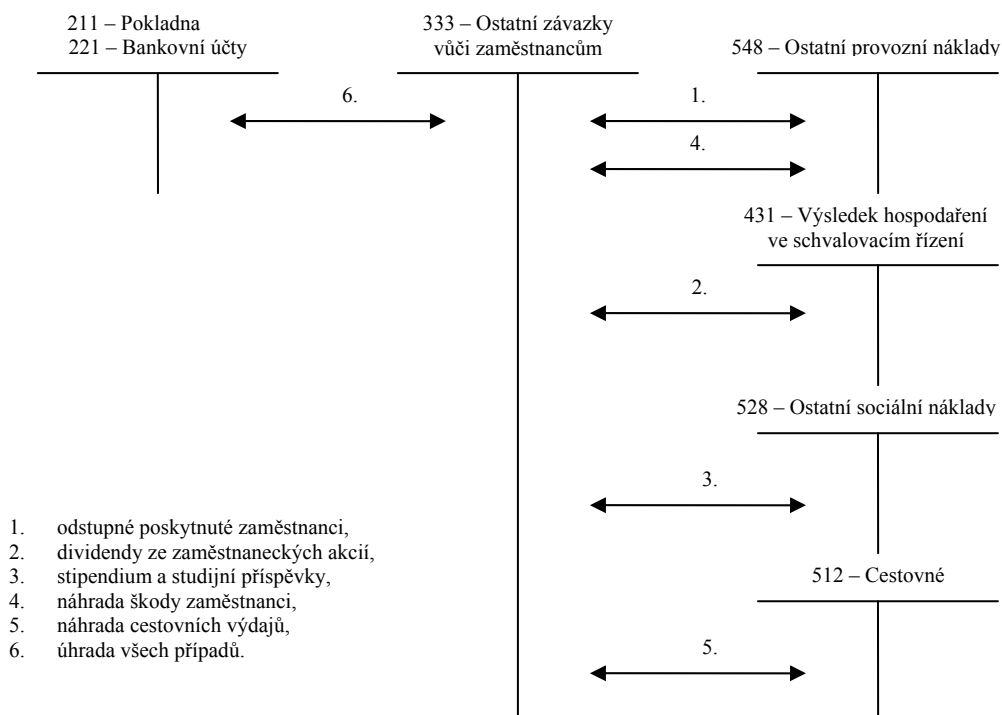 211 – Pokladna
221 – Bankovní účty
333 – Ostatní závazky
vůči zaměstnancům
548 – Ostatní provozní náklady
6.
1.
4.
431 – Výsledek hospodaření
ve schvalovacím řízení
2.
528 – Ostatní sociální náklady
3.
1. odstupné poskytnuté zaměstnanci,
2. dividendy ze zaměstnaneckých akcií,
3. stipendium a studijní příspěvky,
4. náhrada škody zaměstnanci,
5. náhrada cestovních výdajů,
6. úhrada všech případů.
512 – Cestovné
5.